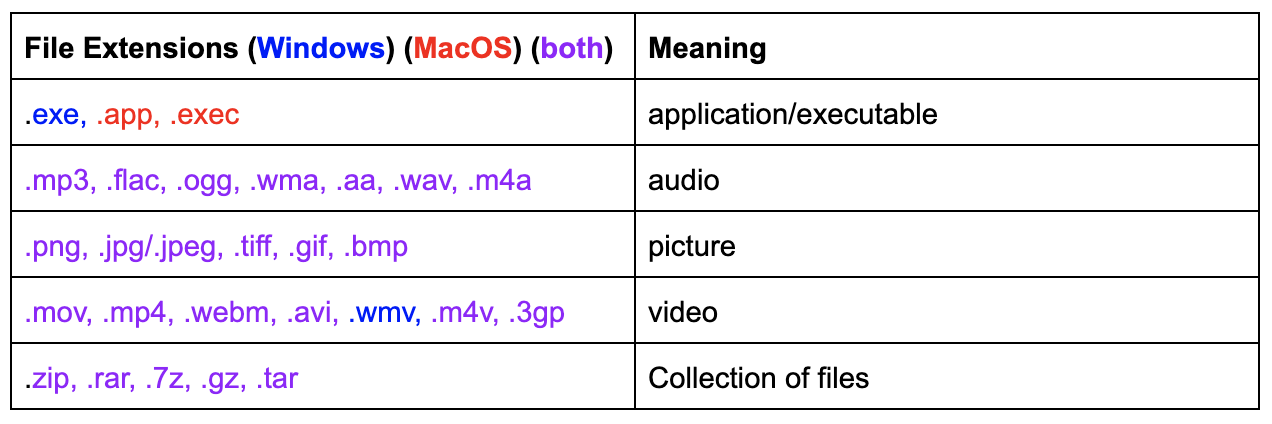 File Extensions (Windows) (MacOS) (both) Meaning
.exe, .app, .exec application/executable
.mp3, .flac, .ogg, .wma, .aa, .wav, .m4a audio
.png, .jpg/.jpeg, .tiff, .gif, .bmp picture
.mov, .mp4, .webm, .avi, .wmv, .m4v, .3gp video
.zip, .rar, .7z, .gz, .tar Collection of files